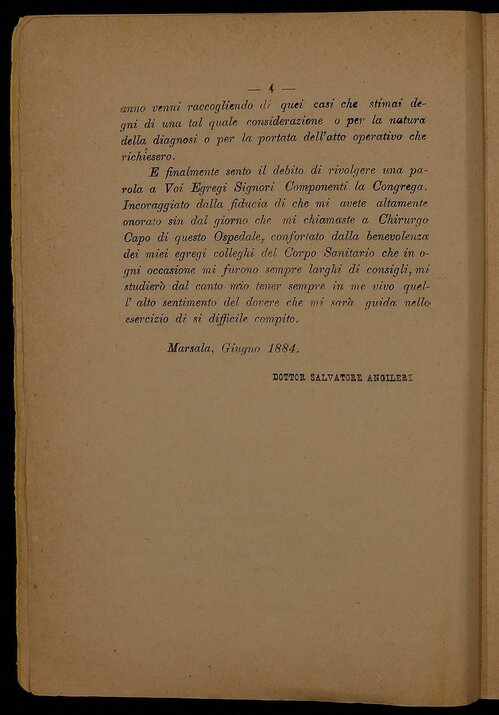 — 4 —
anno venni raccogliendo di quei casi che stimai de-
gni di una tal quale considerazione o per la natura
della diagnosi o per la portata dell'atto operativo che
richiesero.
E finalmente sento il debito di rivolgere una pa-
rola a Voi Egregi Signori Componenti la Congrega.
Incoraggiato dalla fiducia di che mi avete altamente
onorato sin dal giorno che mi chiamaste a Chirurgo
Capo di questo Ospedale, confortato dalla benevolenza
dei miei egregi colleghi del Corpo Sanitario che in o-
gni occasione mi furono sempre larghi di consigli, mi
studierò dal canto mio tener sempre in me vivo quel-
l' alto sentimento del dovere che mi sarà guida nello
esercizio di si difficile compito.
Marsala, Giugno 1884.
DOTTOR SALVATORE ANGILERI